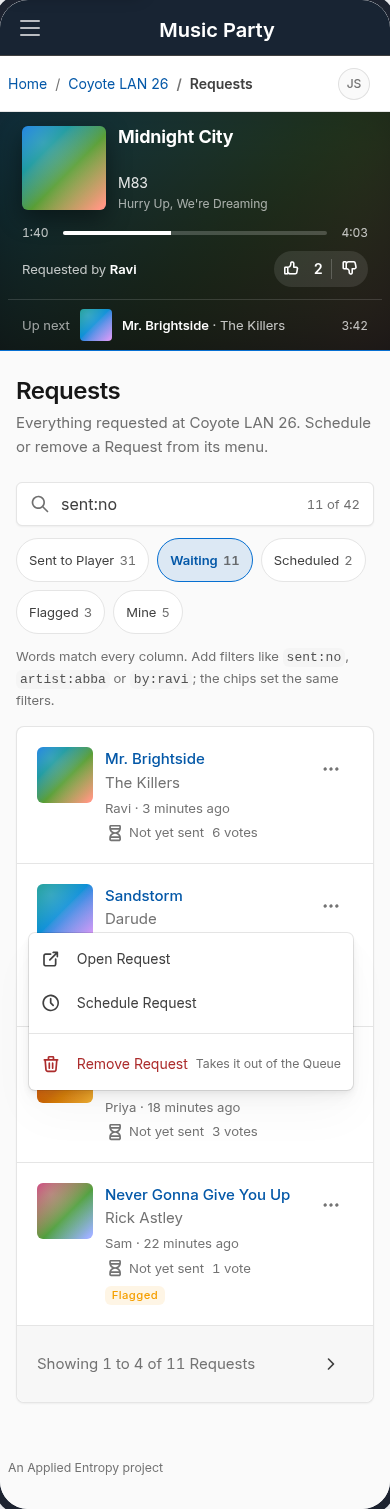 Music Party
Home / Coyote LAN 26 / Requests
JS
Midnight City
M83
Hurry Up, We're Dreaming
1:40 4:03
Requested by Ravi 2
Up next Mr. Brightside · The Killers 3:42
Requests
Everything requested at Coyote LAN 26. Schedule
or remove a Request from its menu.
sent:no 11 of 42
Sent to Player 31 Waiting 11 Scheduled 2
Flagged 3 Mine 5
Words match every column. Add filters like sent:no ,
artist:abba or by:ravi ; the chips set the same
filters.
Mr. Brightside
The Killers
Ravi · 3 minutes ago
Not yet sent 6 votes
Sandstorm
Darude
Open Request
Schedule Request
Remove Request Takes it out of the Queue
Priya · 18 minutes ago
Not yet sent 3 votes
Never Gonna Give You Up
Rick Astley
Sam · 22 minutes ago
Not yet sent 1 vote
Flagged
Showing 1 to 4 of 11 Requests
An Applied Entropy project